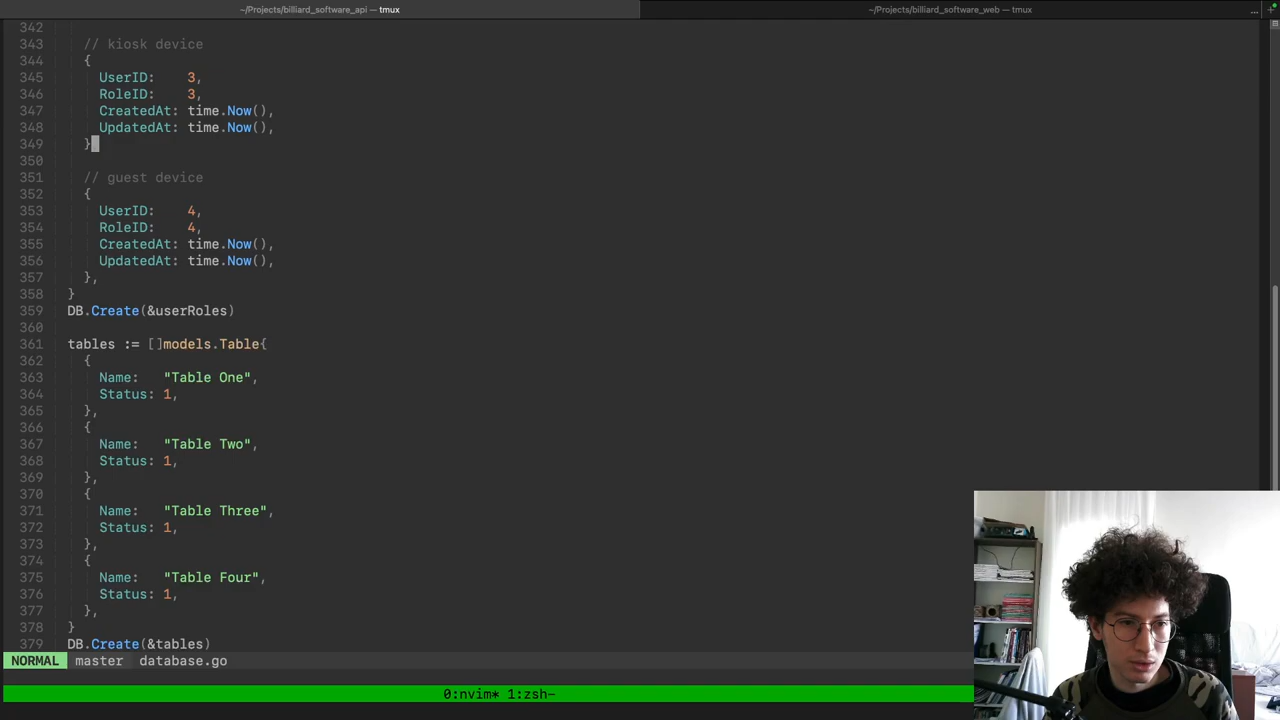 ~/Projects/billiard_software_api — tmux
~/Projects/billiard_software_web — tmux
...
+
342
343 // kiosk device
344 {
345 UserID: 3,
346 RoleID: 3,
347 CreatedAt: time.Now(),
348 UpdatedAt: time.Now(),
349 }
350
351 // guest device
352 {
353 UserID: 4,
354 RoleID: 4,
355 CreatedAt: time.Now(),
356 UpdatedAt: time.Now(),
357 },
358 }
359 DB.Create(&userRoles)
360
361 tables := []models.Table{
362 {
363 Name: "Table One",
364 Status: 1,
365 },
366 {
367 Name: "Table Two",
368 Status: 1,
369 },
370 {
371 Name: "Table Three",
372 Status: 1,
373 },
374 {
375 Name: "Table Four",
376 Status: 1,
377 },
378 }
379 DB.Create(&tables)
NORMAL master database.go
0:nvim* 1:zsh-